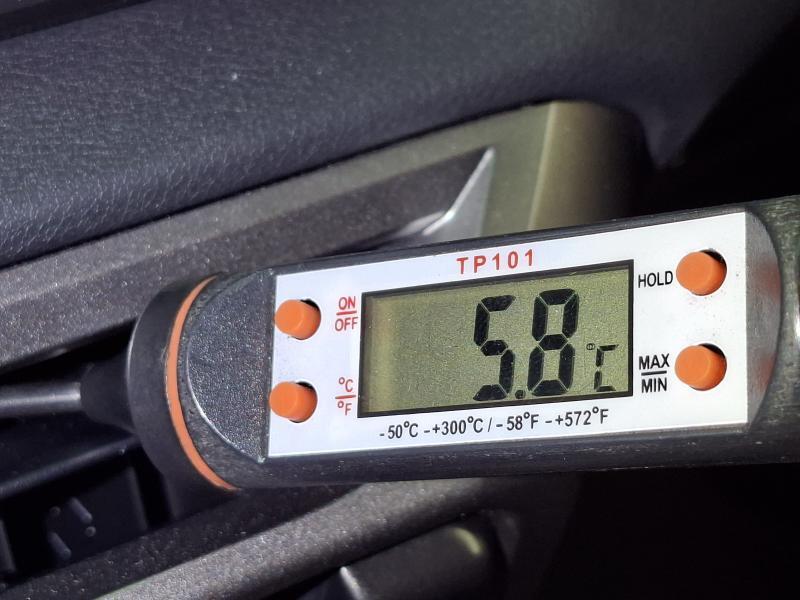 TP101
ON
OFF
°C
°F
5.8 °C
HOLD
MAX
MIN
-50°C -+300°C / -58°F -+572°F